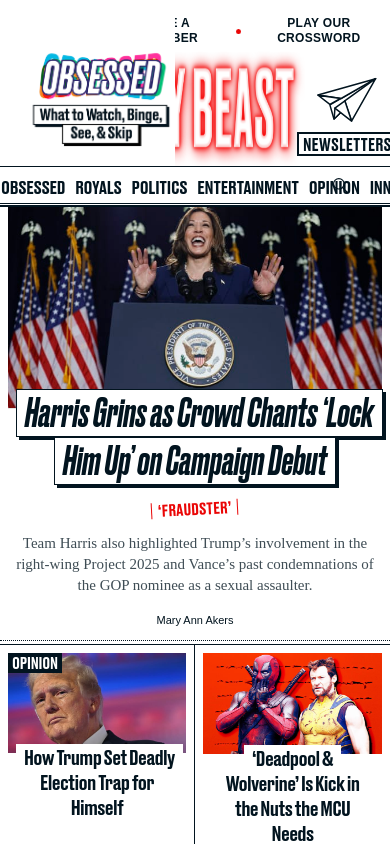 PLAY OUR
CROSSWORD
OBSESSED
What to Watch, Binge,
See, & Skip
BEAST
NEWSLETTERS
OBSESSED ROYALS POLITICS ENTERTAINMENT OPINION
Harris Grins as Crowd Chants ‘Lock
Him Up’ on Campaign Debut
‘FRAUDSTER’
Team Harris also highlighted Trump’s involvement in the
right-wing Project 2025 and Vance’s past condemnations of
the GOP nominee as a sexual assaulter.
Mary Ann Akers
OPINION
How Trump Set Deadly
Election Trap for
Himself
‘Deadpool &
Wolverine’ Is Kick in
the Nuts the MCU
Needs